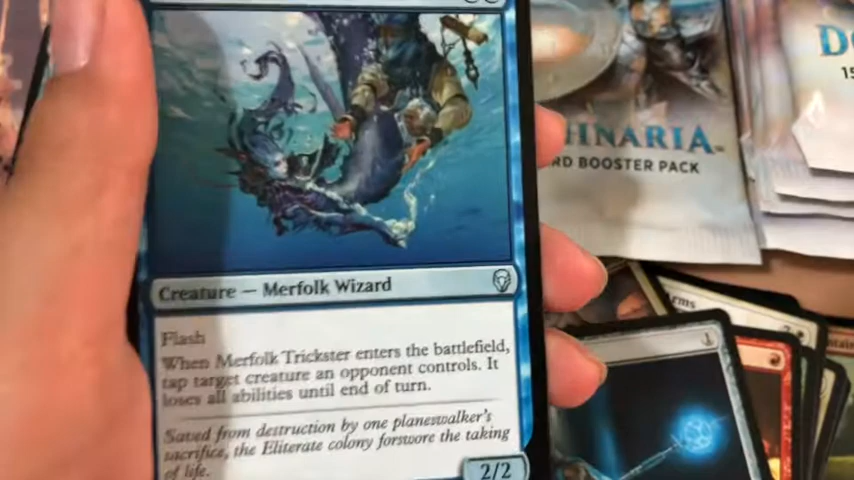 Creature — Merfolk Wizard
Flash
When Merfolk Trickster enters the battlefield,
tap target creature an opponent controls. It
loses all abilities until end of turn.
Saved from destruction by one planeswalker's
sacrifice, the Eliterate colony forswore the taking
of life.
2/2
HNARIA
RD BOOSTER PACK
D
15
rms
ntain